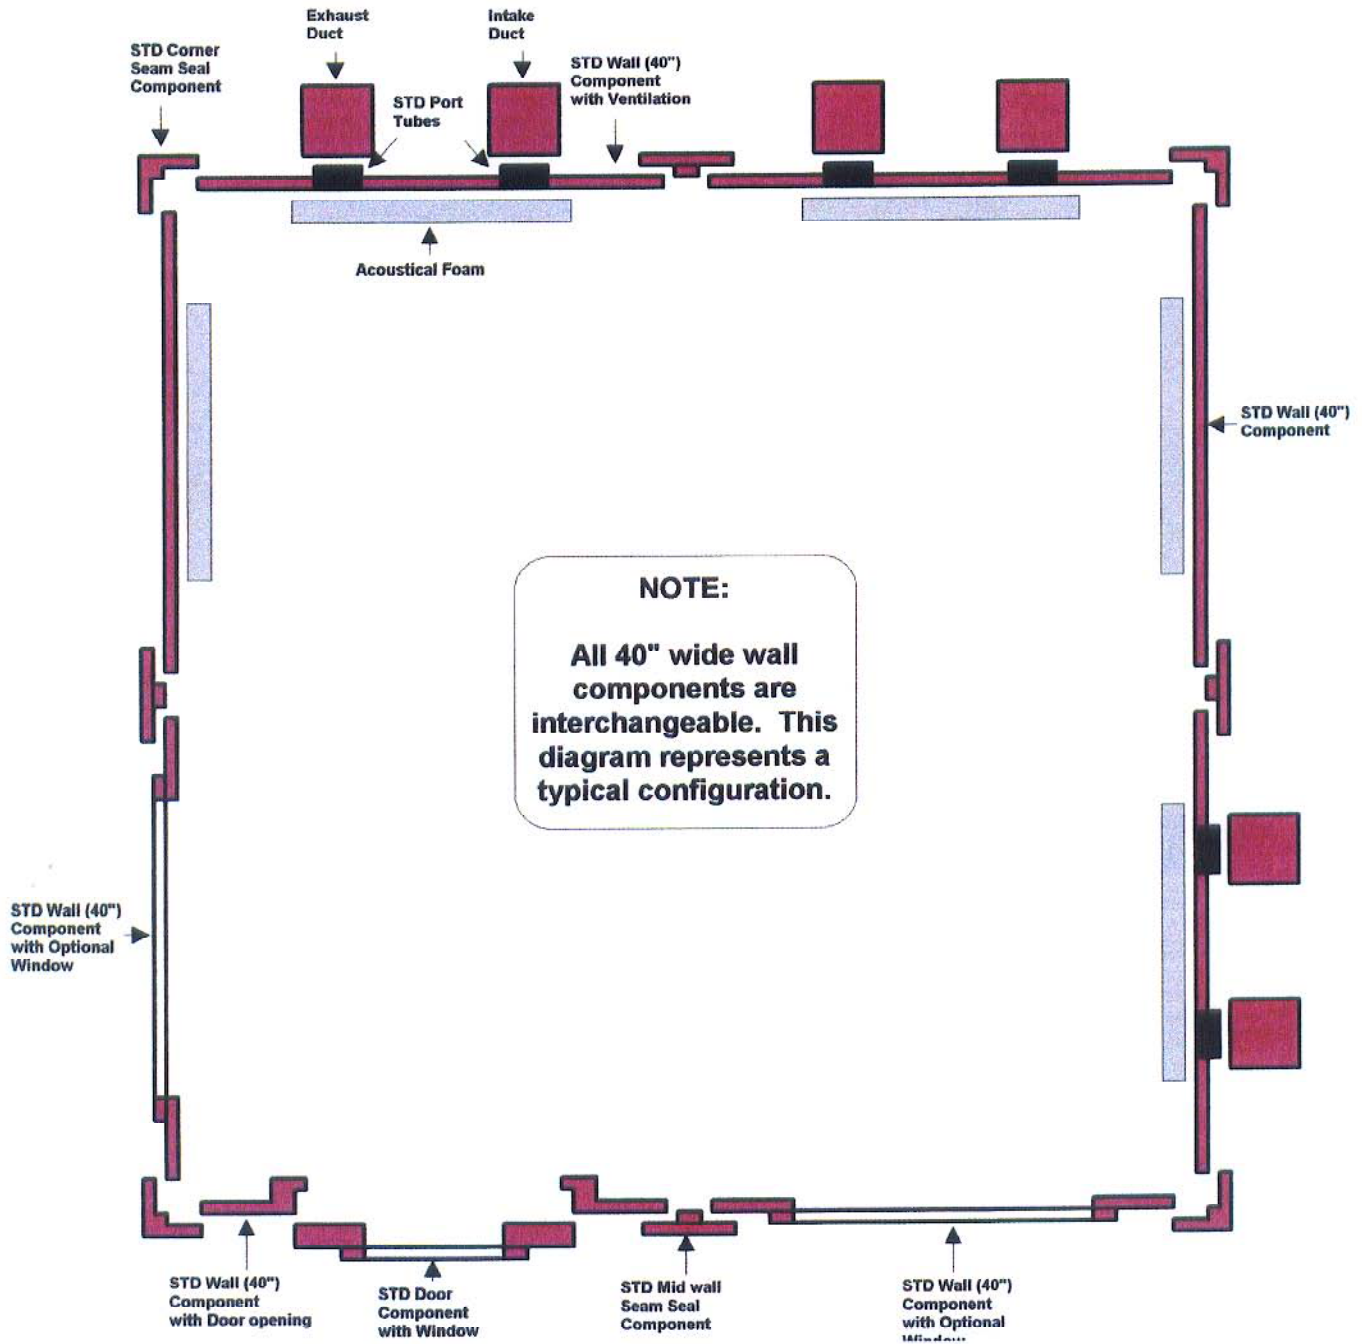 Exhaust
Duct
Intake
Duct
STD Corner
Seam Seal
Component
STD Port
Tubes
STD Wall (40")
Component
with Ventilation
Acoustical Foam
STD Wall (40")
Component
NOTE:
All 40" wide wall
components are
interchangeable. This
diagram represents a
typical configuration.
STD Wall (40")
Component
with Optional
Window
STD Wall (40")
Component
with Door opening
STD Door
Component
with Window
STD Mid wall
Seam Seal
Component
STD Wall (40")
Component
with Optional
Window